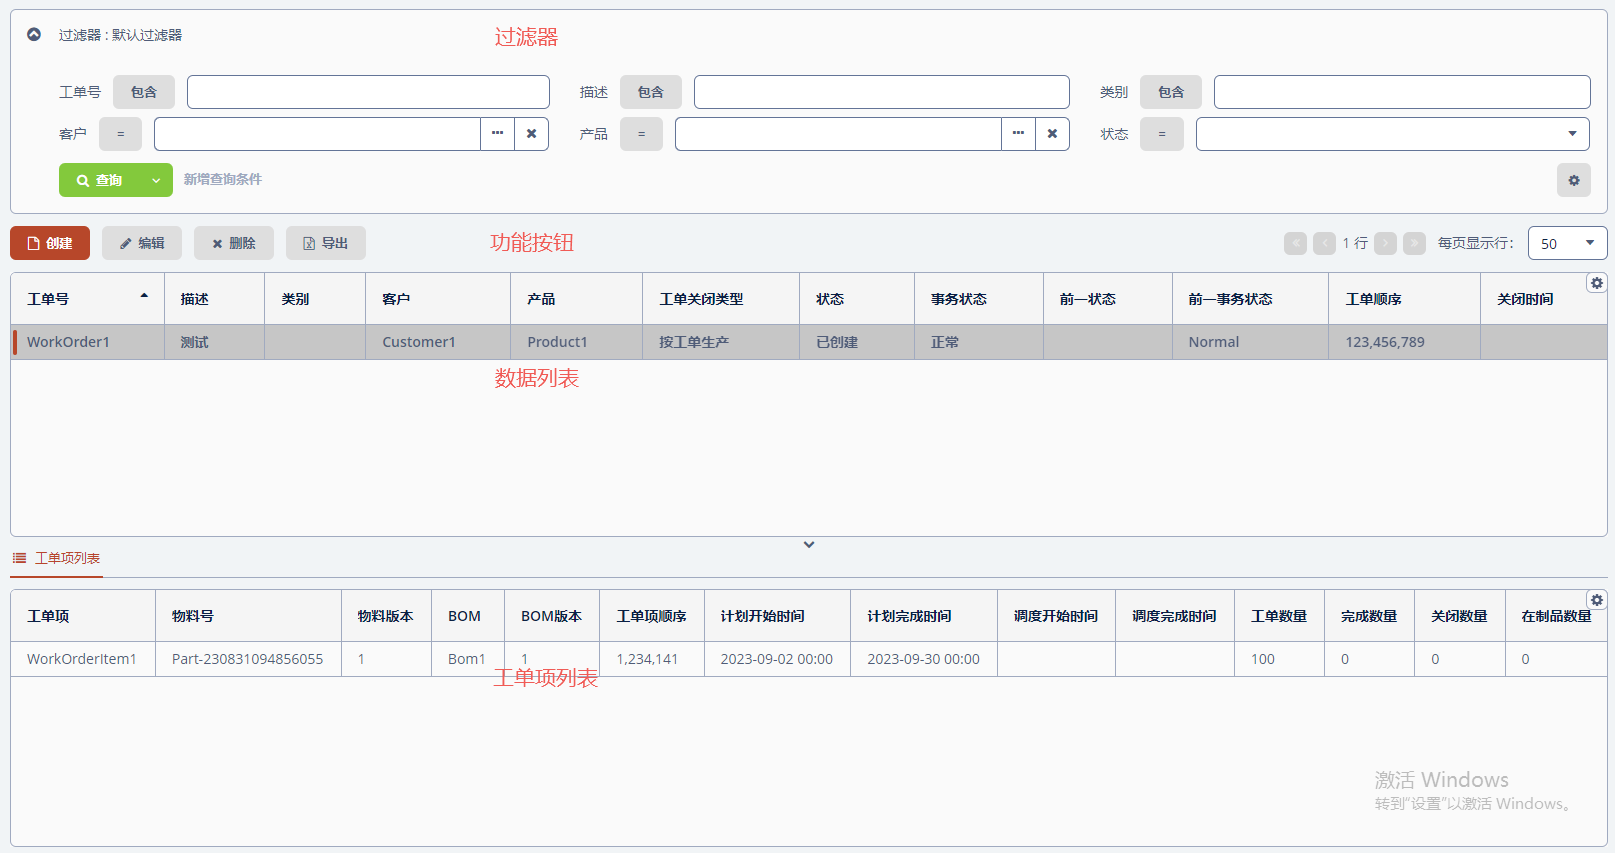 过滤器 : 默认过滤器 过滤器
工单号 包含 描述 包含 类别 包含
客户 = 产品 = 状态 =
查询 新增查询条件
创建 编辑 删除 导出 功能按钮 1 行 每页显示行: 50
工单号 描述 类别 客户 产品 工单关闭类型 状态 事务状态 前一状态 前一事务状态 工单顺序 关闭时间
WorkOrder1 测试 Customer1 Product1 按工单生产 已创建 正常 Normal 123,456,789
数据列表
工单项列表
工单项 物料号 物料版本 BOM BOM版本 工单项顺序 计划开始时间 计划完成时间 调度开始时间 调度完成时间 工单数量 完成数量 关闭数量 在制品数量
WorkOrderItem1 Part-230831094856055 1 Bom1 1 1,234,141 2023-09-02 00:00 2023-09-30 00:00 100 0 0 0
工单项列表
激活 Windows
转到"设置"以激活 Windows。